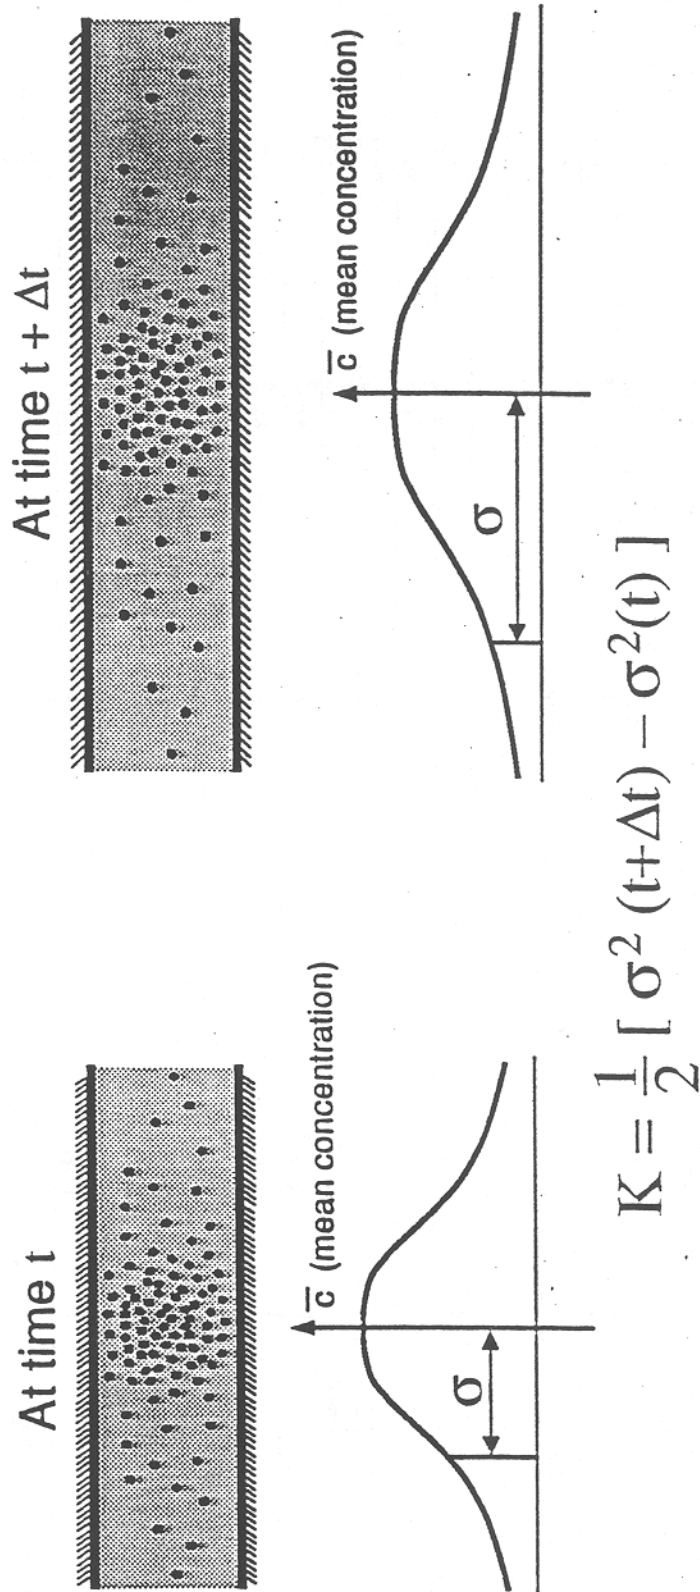 At time t
c̄ (mean concentration)
σ
At time t + Δt
c̄ (mean concentration)
σ
K = 1/2 [ σ² (t+Δt) − σ²(t) ]